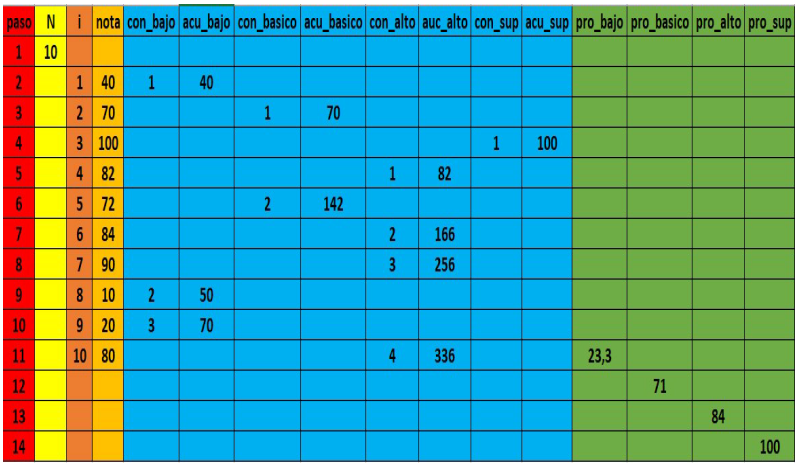 paso N i nota con_bajo acu_bajo con_basico acu_basico con_alto auc_alto con_sup acu_sup pro_bajo pro_basico pro_alto pro_sup
1 10
2 1 40 1 40
3 2 70 1 70
4 3 100 1 100
5 4 82 1 82
6 5 72 2 142
7 6 84 2 166
8 7 90 3 256
9 8 10 2 50
10 9 20 3 70
11 10 80 4 336 23,3
12 71
13 84
14 100